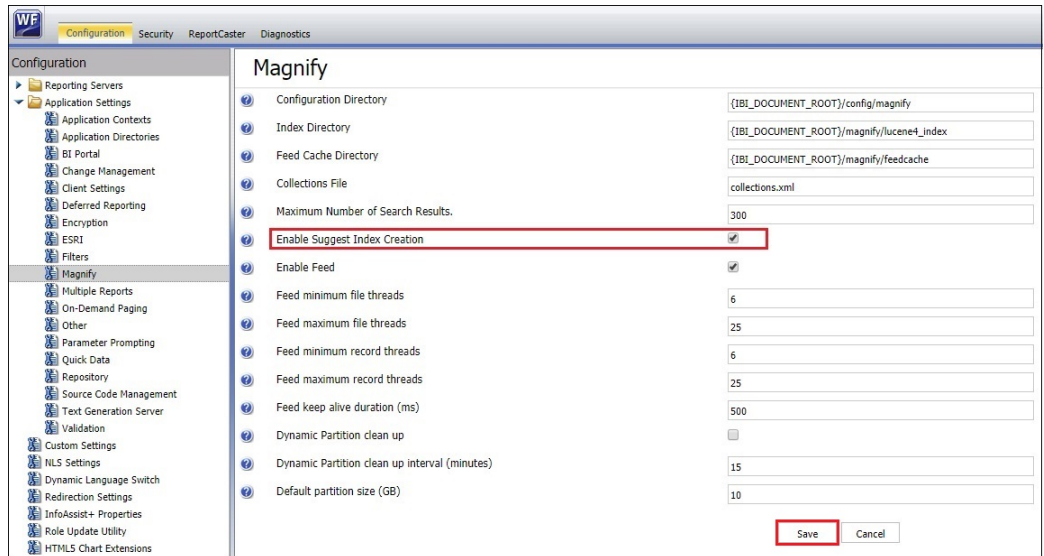 WF
Configuration Security ReportCaster Diagnostics
Configuration
Reporting Servers
Application Settings
Application Contexts
Application Directories
BI Portal
Change Management
Client Settings
Deferred Reporting
Encryption
ESRI
Filters
Magnify
Multiple Reports
On-Demand Paging
Other
Parameter Prompting
Quick Data
Repository
Source Code Management
Text Generation Server
Validation
Custom Settings
NLS Settings
Dynamic Language Switch
Redirection Settings
InfoAssist+ Properties
Role Update Utility
HTML5 Chart Extensions
Magnify
Configuration Directory {IBI_DOCUMENT_ROOT}/config/magnify
Index Directory {IBI_DOCUMENT_ROOT}/magnify/lucene4_index
Feed Cache Directory {IBI_DOCUMENT_ROOT}/magnify/feedcache
Collections File collections.xml
Maximum Number of Search Results. 300
Enable Suggest Index Creation
Enable Feed
Feed minimum file threads 6
Feed maximum file threads 25
Feed minimum record threads 6
Feed maximum record threads 25
Feed keep alive duration (ms) 500
Dynamic Partition clean up
Dynamic Partition clean up interval (minutes) 15
Default partition size (GB) 10
Save Cancel